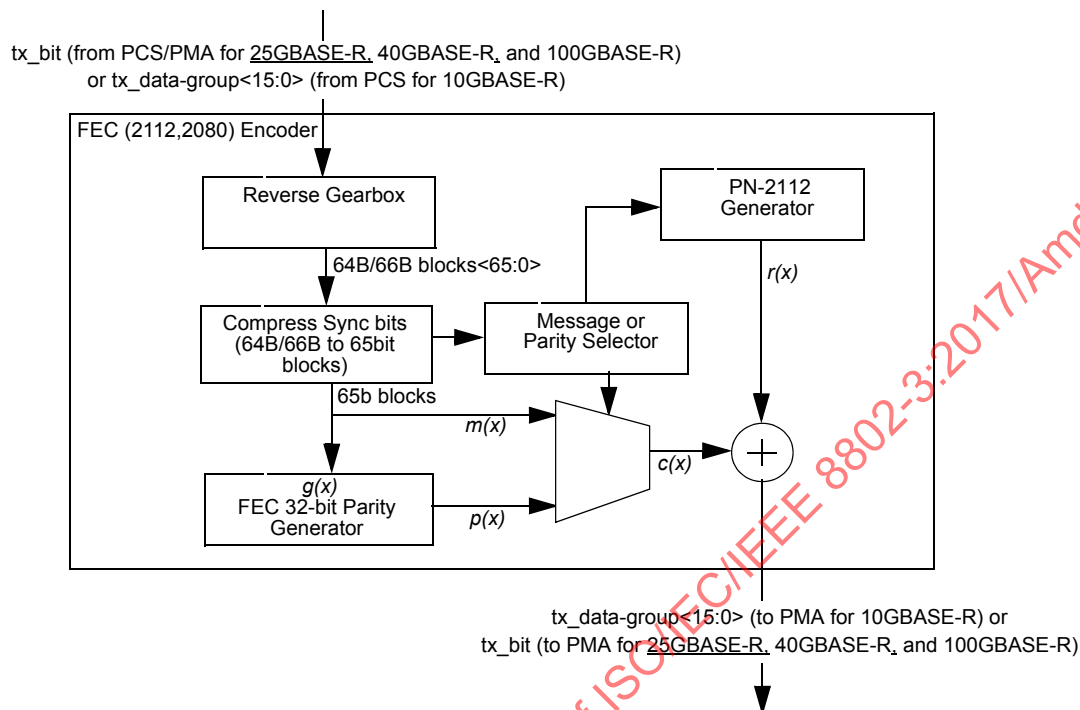 tx_bit (from PCS/PMA for 25GBASE-R, 40GBASE-R, and 100GBASE-R)
or tx_data-group<15:0> (from PCS for 10GBASE-R)
FEC (2112,2080) Encoder
Reverse Gearbox
PN-2112
Generator
64B/66B blocks<65:0>
r(x)
Compress Sync bits
(64B/66B to 65bit
blocks)
Message or
Parity Selector
65b blocks
m(x)
c(x)
g(x)
FEC 32-bit Parity
Generator
p(x)
tx_data-group<15:0> (to PMA for 10GBASE-R) or
tx_bit (to PMA for 25GBASE-R, 40GBASE-R, and 100GBASE-R)
f ISO/IEC/IEEE 8802-3:2017/Amd